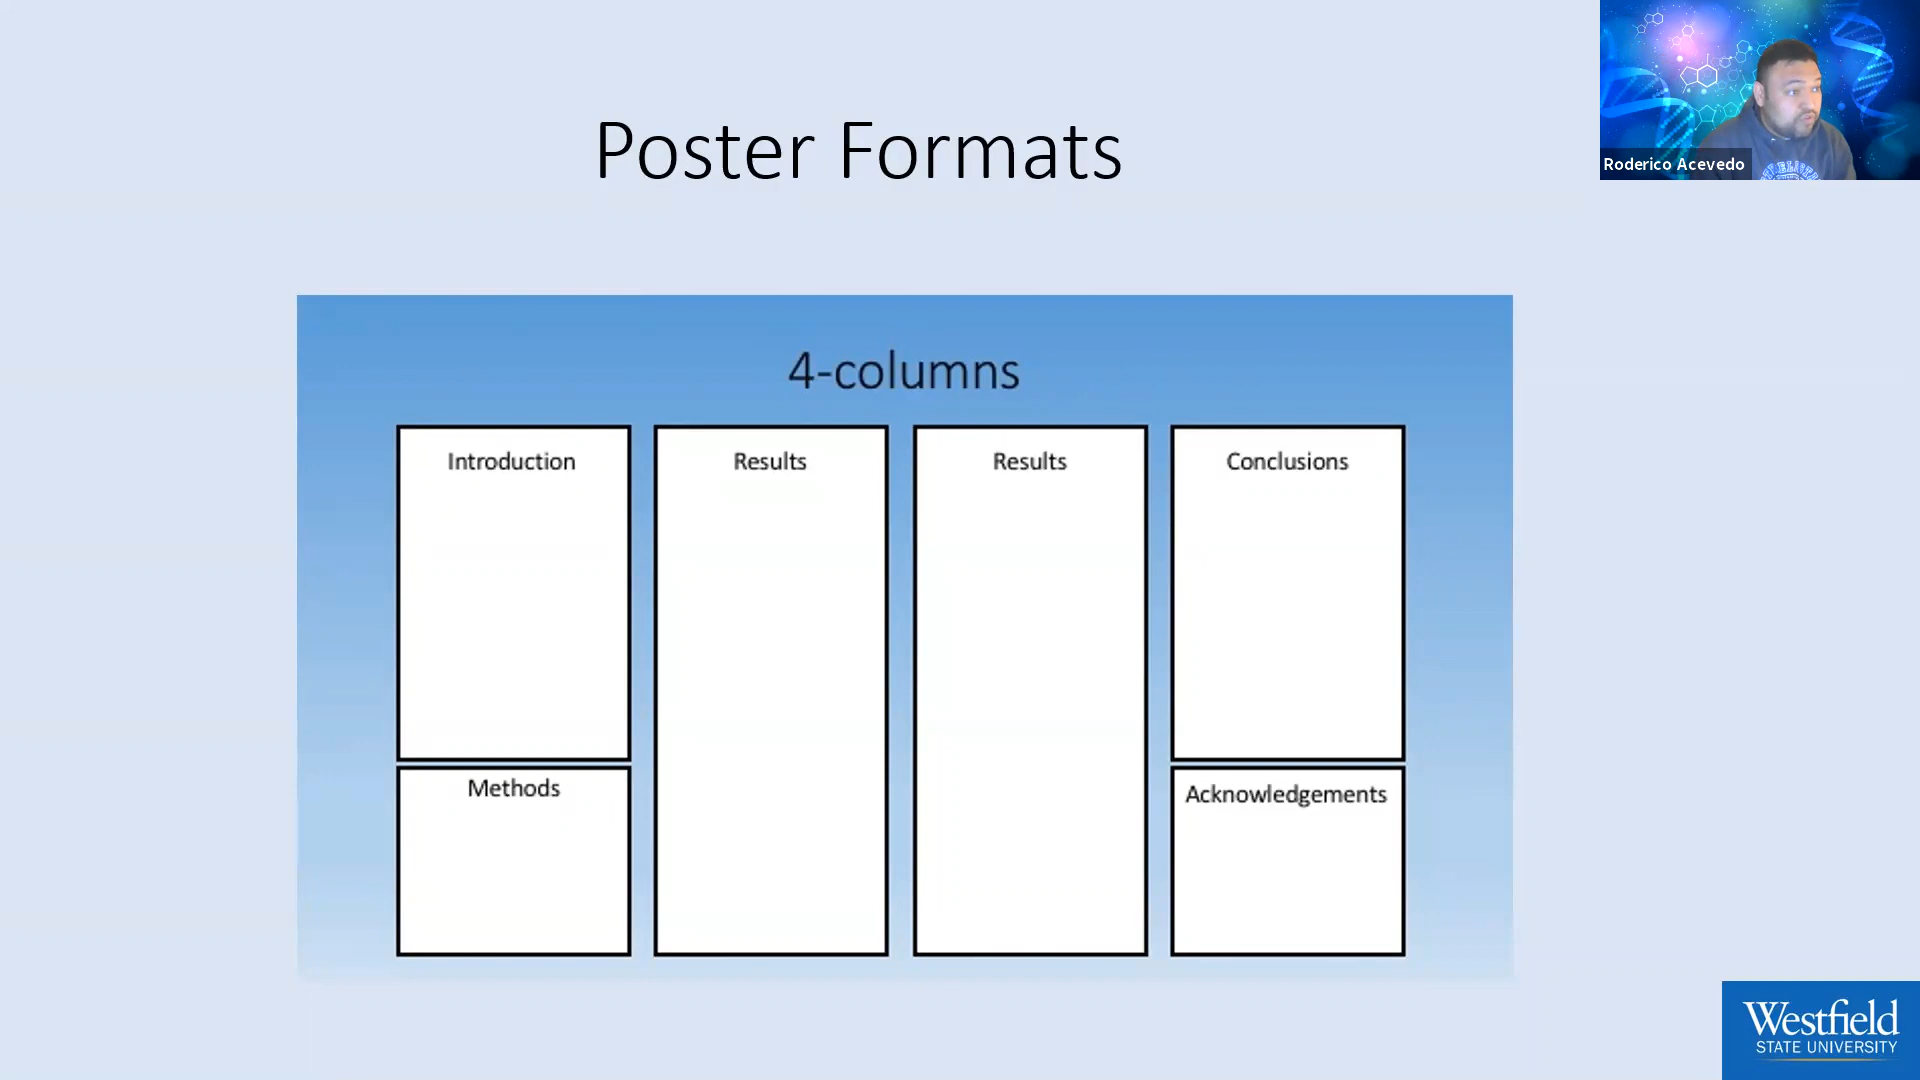 Poster Formats
Roderico Acevedo
4-columns
Introduction
Methods
Results
Results
Conclusions
Acknowledgements
Westfield
STATE UNIVERSITY